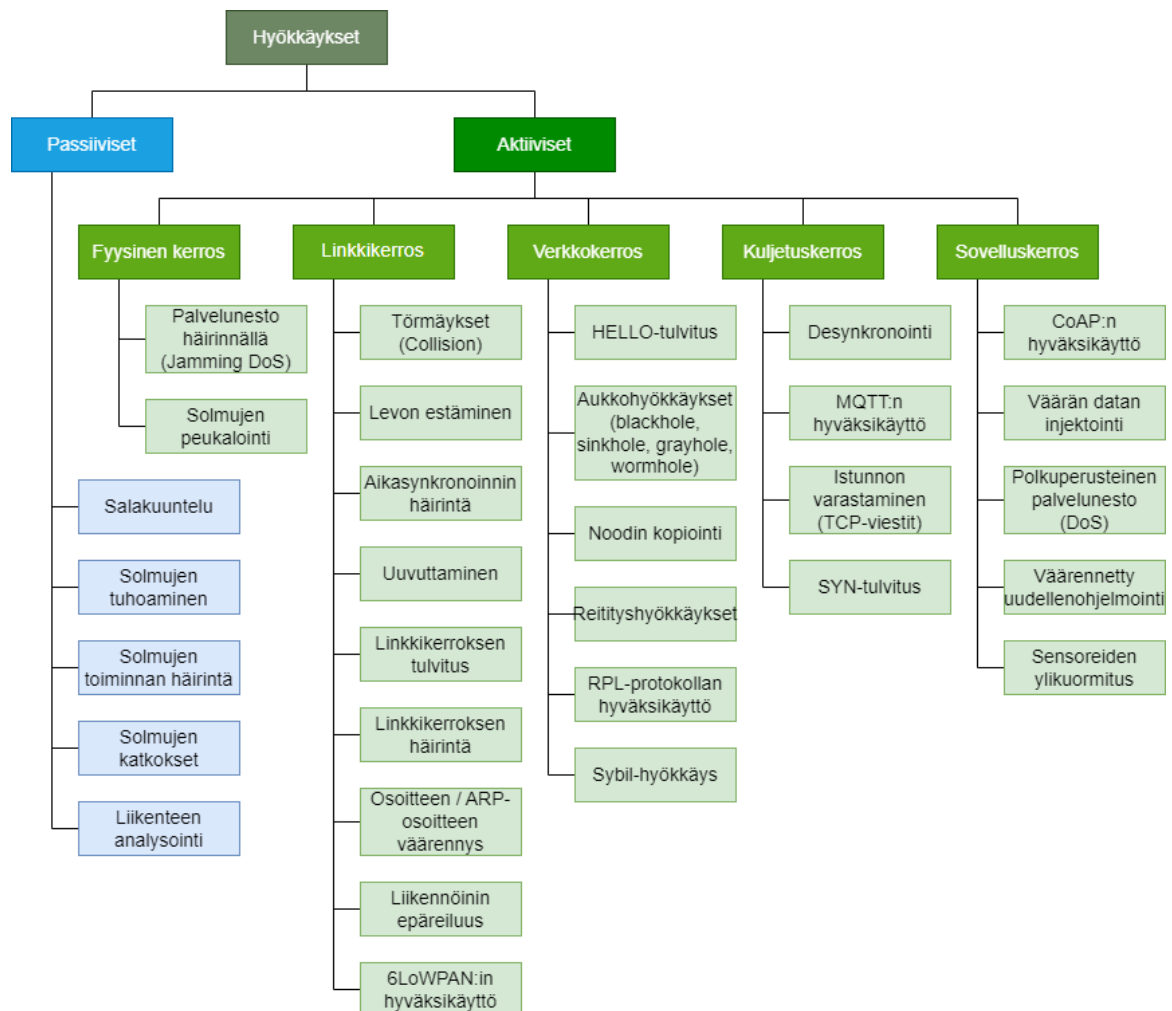 Hyökkäykset
Passiiviset
Aktiiviset
Fyysinen kerros
Linkkikerros
Verkkokerros
Kuljetuskerros
Sovelluskerros
Palvelunesto
häirinnällä
(Jamming DoS)
Solmujen
peukalointi
Salakuuntelu
Solmujen
tuhoaminen
Solmujen
toiminnan häirintä
Solmujen
katkokset
Liikenteen
analysointi
Törmäykset
(Collision)
Levon estäminen
Aikasynkronoinnin
häirintä
Uuvuttaminen
Linkkikerroksen
tulvitus
Linkkikerroksen
häirintä
Osoitteen / ARP-
osoitteen
väärennys
Liikennöinin
epäreiluus
6LoWPAN:in
hyväksikäyttö
HELLO-tulvitus
Aukkohyökkäykset
(blackhole,
sinkhole, grayhole,
wormhole)
Noodin kopiointi
Reitityshyökkäykset
RPL-protokollan
hyväksikäyttö
Sybil-hyökkäys
Desynkronointi
MQTT:n
hyväksikäyttö
Istunnon
varastaminen
(TCP-viestit)
SYN-tulvitus
CoAP:n
hyväksikäyttö
Väärän datan
injektointi
Polkuperusteinen
palvelunesto
(DoS)
Väärennetty
uudellenohjelmointi
Sensoreiden
ylikuormitus